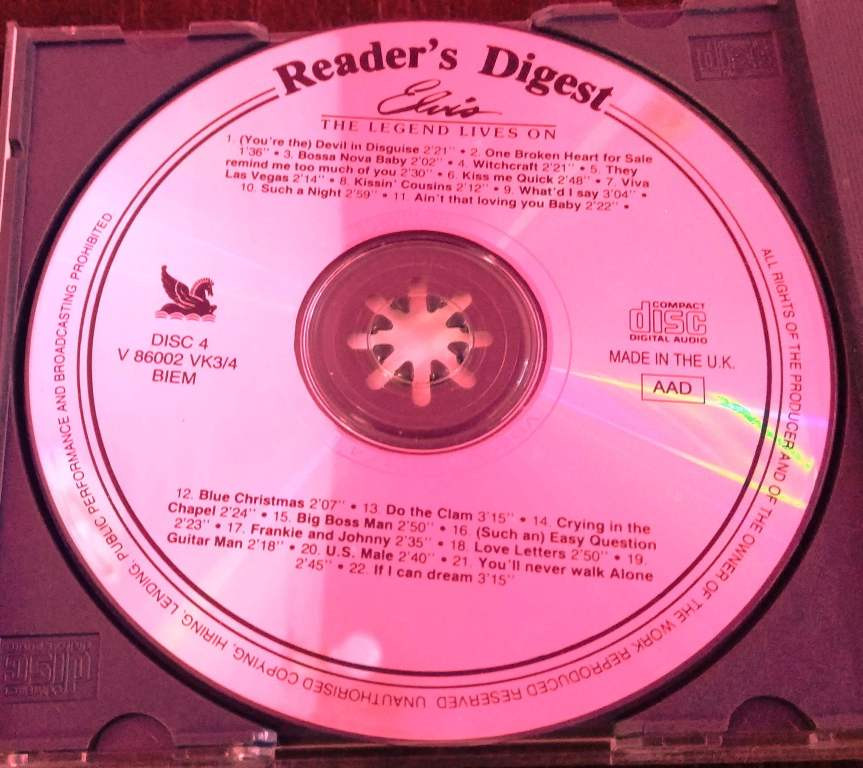 Reader's Digest
Elvis
THE LEGEND LIVES ON
1. (You're the) Devil in Disguise 2'21'' • 2. One Broken Heart for Sale
1'36'' • 3. Bossa Nova Baby 2'02'' • 4. Witchcraft 2'21'' • 5. They
remind me too much of you 2'30'' • 6. Kiss me Quick 2'48'' • 7. Viva
Las Vegas 2'14'' • 8. Kissin' Cousins 2'12'' • 9. What'd I say 3'04'' •
10. Such a Night 2'59'' • 11. Ain't that loving you Baby 2'22'' •
DISC 4
V 86002 VK3/4
BIEM
COMPACT
disc
DIGITAL AUDIO
MADE IN THE U.K.
AAD
12. Blue Christmas 2'07'' • 13. Do the Clam 3'15'' • 14. Crying in the
Chapel 2'24'' • 15. Big Boss Man 2'50'' • 16. (Such an) Easy Question
2'23'' • 17. Frankie and Johnny 2'35'' • 18. Love Letters 2'50'' • 19.
Guitar Man 2'18'' • 20. U.S. Male 2'40'' • 21. You'll never walk Alone
2'45'' • 22. If I can dream 3'15''
ALL RIGHTS OF THE PRODUCER AND OF THE OWNER OF THE WORK REPRODUCED RESERVED. UNAUTHORISED COPYING, HIRING, LENDING, PUBLIC PERFORMANCE AND BROADCASTING PROHIBITED
disc
disc